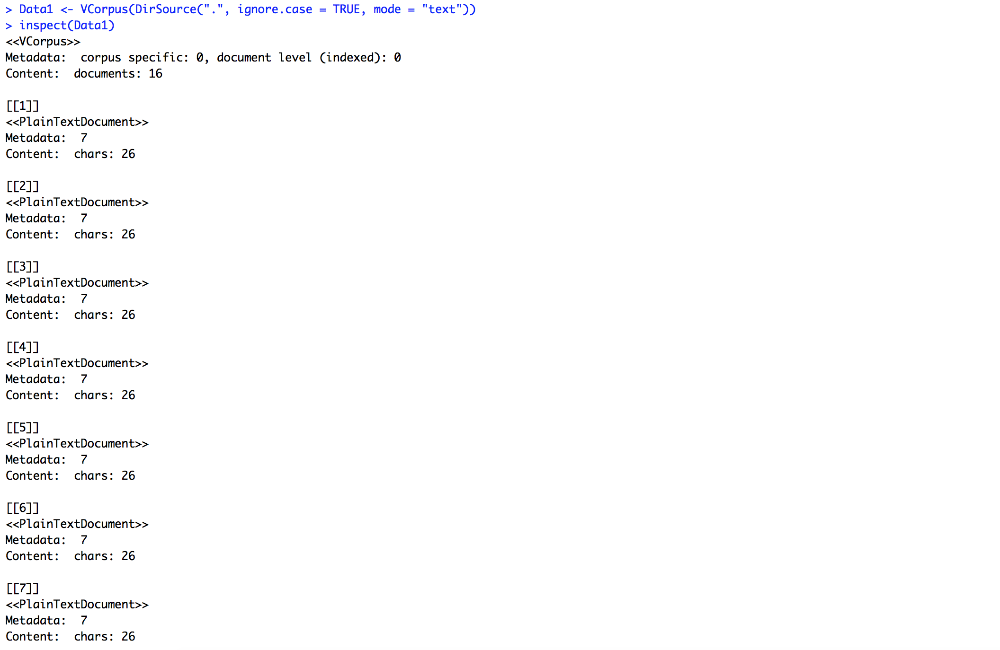 > Data1 <- VCorpus(DirSource(".", ignore.case = TRUE, mode = "text"))
> inspect(Data1)
<<VCorpus>>
Metadata:  corpus specific: 0, document level (indexed): 0
Content:  documents: 16

[[1]]
<<PlainTextDocument>>
Metadata:  7
Content:  chars: 26

[[2]]
<<PlainTextDocument>>
Metadata:  7
Content:  chars: 26

[[3]]
<<PlainTextDocument>>
Metadata:  7
Content:  chars: 26

[[4]]
<<PlainTextDocument>>
Metadata:  7
Content:  chars: 26

[[5]]
<<PlainTextDocument>>
Metadata:  7
Content:  chars: 26

[[6]]
<<PlainTextDocument>>
Metadata:  7
Content:  chars: 26

[[7]]
<<PlainTextDocument>>
Metadata:  7
Content:  chars: 26